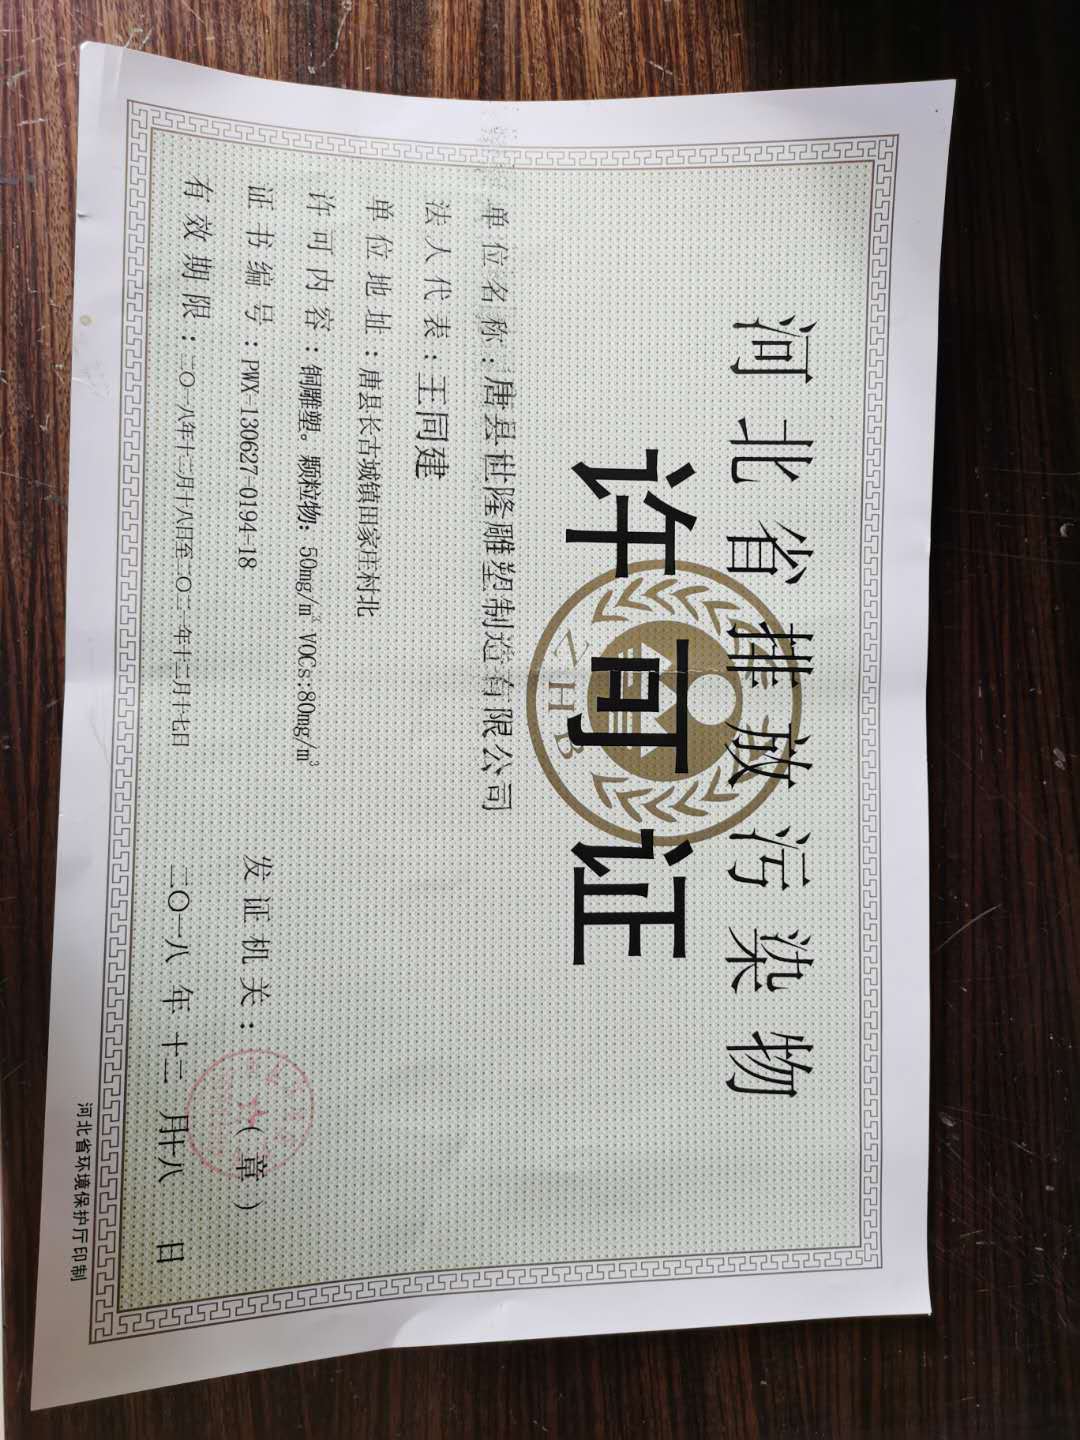 河北省排放污染物
许可证
ZHB
单位名称：唐县世隆雕塑制造有限公司
法人代表：王同建
单位地址：唐县长古城镇田家庄村北
许可内容：铜雕塑。颗粒物：50mg/m³ VOCs:80mg/m³
证书编号：PWX-130627-0194-18
有效期限：二〇一八年十二月十八日至二〇二一年十二月十七日
发证机关：（章）
二〇一八年十二月十八日
河北省环境保护厅印制